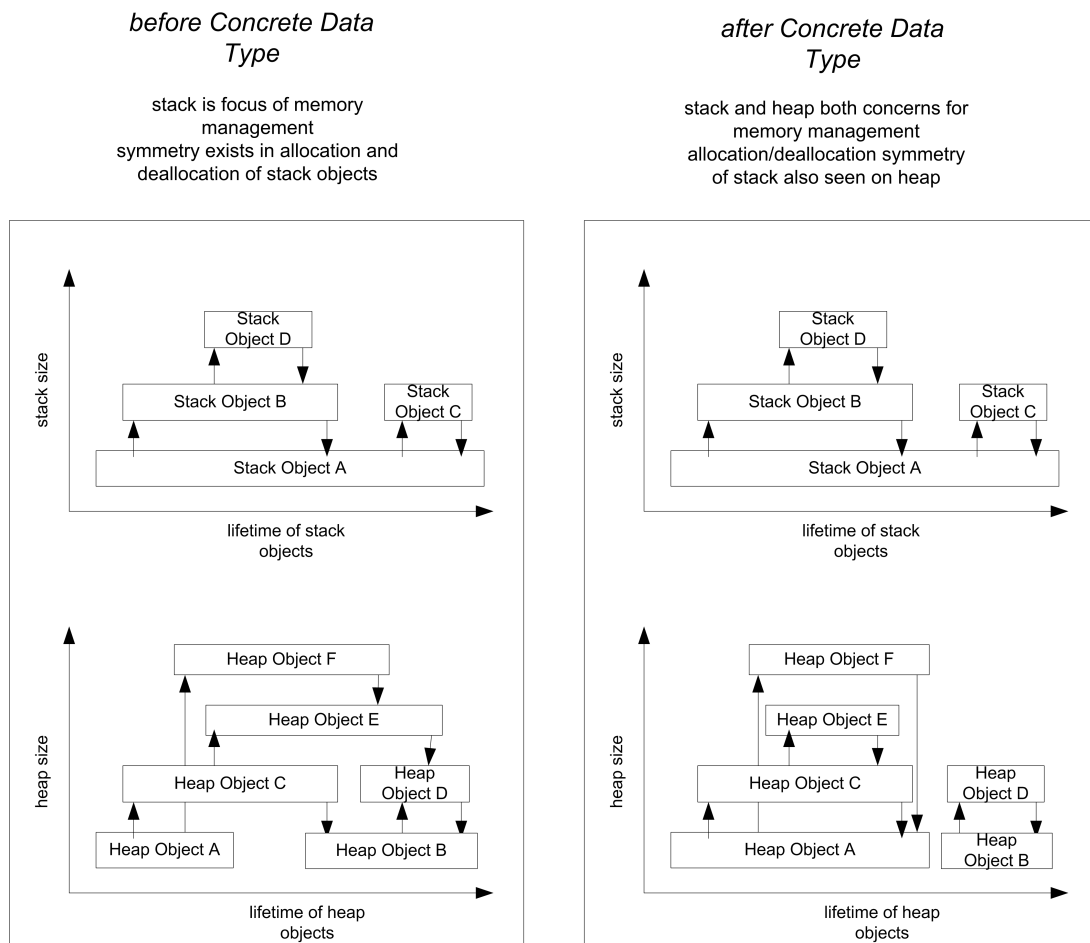 before Concrete Data
Type
stack is focus of memory
management
symmetry exists in allocation and
deallocation of stack objects
stack size
Stack
Object D
Stack Object B
Stack
Object C
Stack Object A
lifetime of stack
objects
heap size
Heap Object F
Heap Object E
Heap Object C
Heap
Object D
Heap Object A
Heap Object B
lifetime of heap
objects
after Concrete Data
Type
stack and heap both concerns for
memory management
allocation/deallocation symmetry
of stack also seen on heap
stack size
Stack
Object D
Stack Object B
Stack
Object C
Stack Object A
lifetime of stack
objects
heap size
Heap Object F
Heap Object E
Heap Object C
Heap
Object D
Heap Object A
Heap
Object B
lifetime of heap
objects